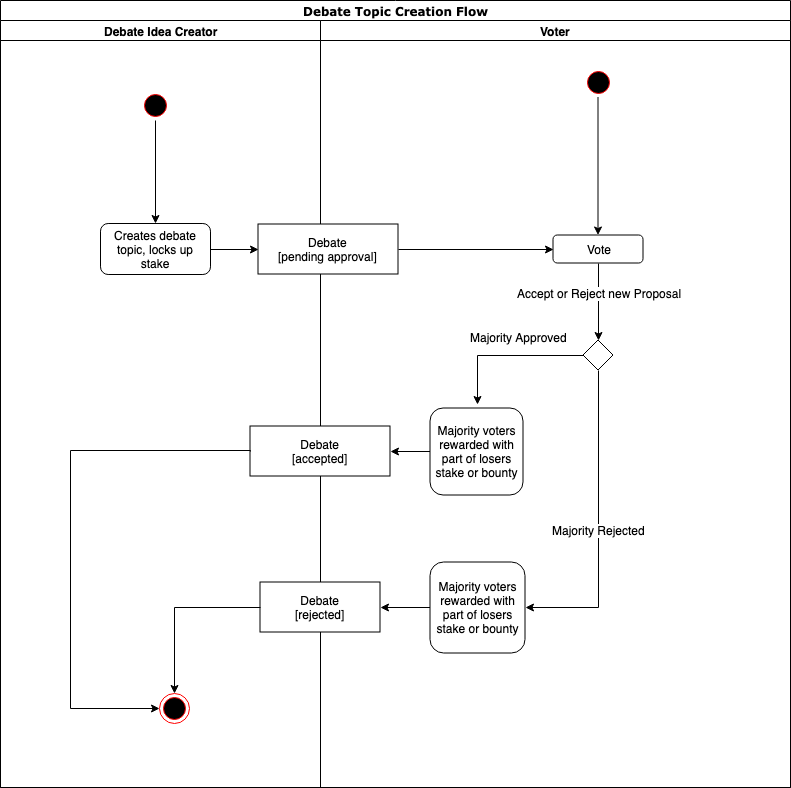 Debate Topic Creation Flow
Debate Idea Creator
Voter
Creates debate
topic, locks up
stake
Debate
[pending approval]
Vote
Accept or Reject new Proposal
Majority Approved
Majority voters
rewarded with
part of losers
stake or bounty
Debate
[accepted]
Majority Rejected
Majority voters
rewarded with
part of losers
stake or bounty
Debate
[rejected]